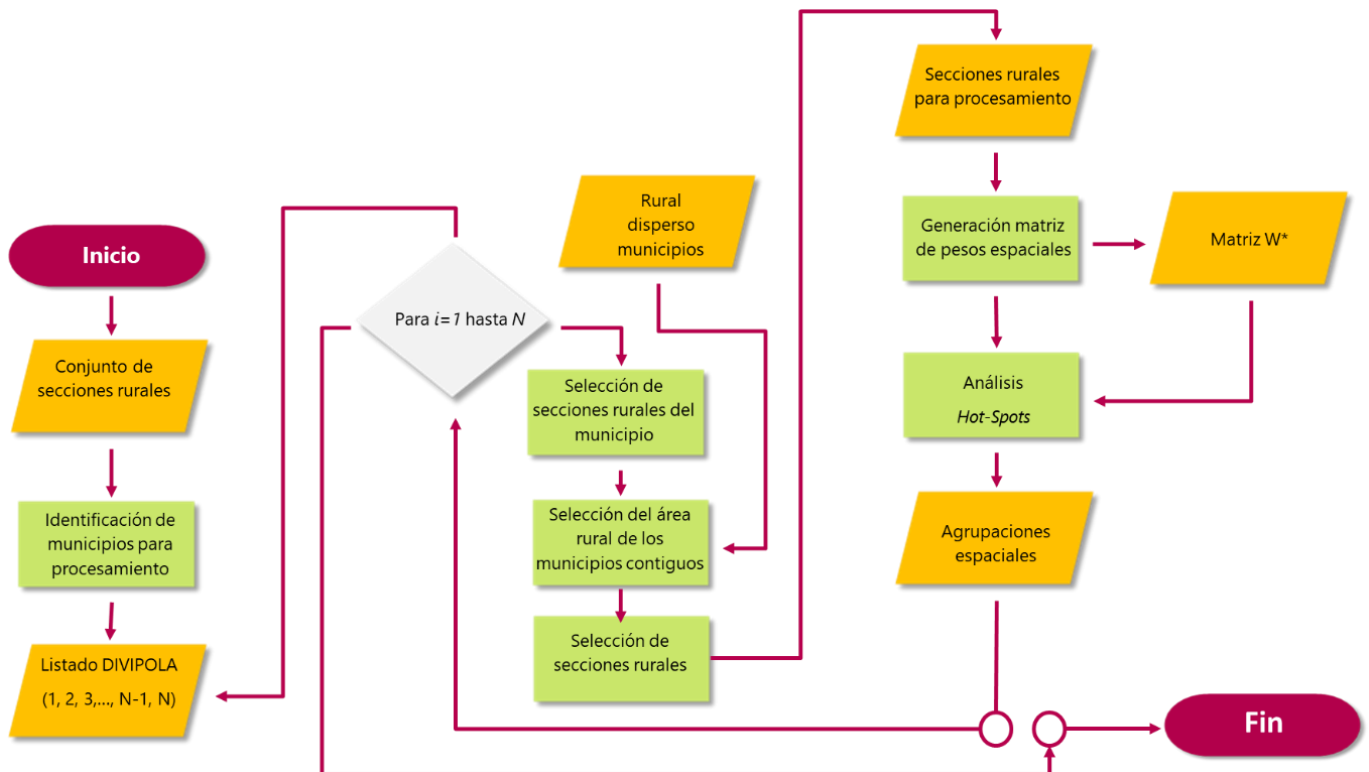 Inicio
Conjunto de
secciones rurales
Identificación de
municipios para
procesamiento
Listado DIVIPOLA
(1, 2, 3,..., N-1, N)
Para i=1 hasta N
Rural
disperso
municipios
Selección de
secciones rurales del
municipio
Selección del área
rural de los
municipios contiguos
Selección de
secciones rurales
Secciones rurales
para procesamiento
Generación matriz
de pesos espaciales
Matriz W*
Análisis
Hot-Spots
Agrupaciones
espaciales
Fin